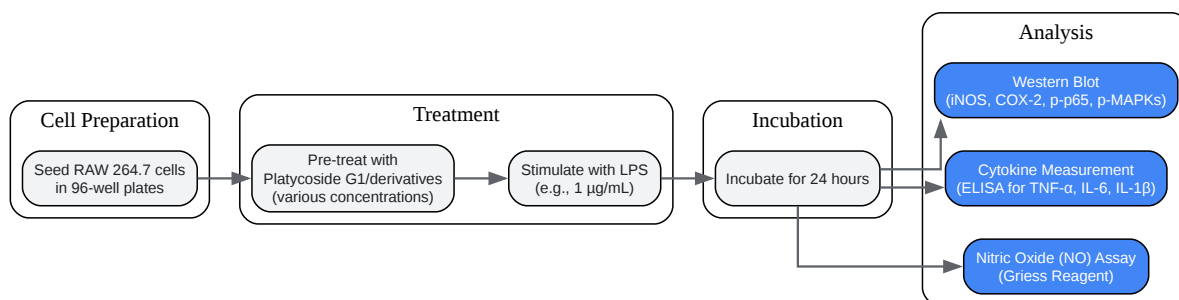 Cell Preparation
Seed RAW 264.7 cells
in 96-well plates
Treatment
Pre-treat with
Platycoside G1/derivatives
(various concentrations)
Stimulate with LPS
(e.g., 1 µg/mL)
Incubation
Incubate for 24 hours
Analysis
Western Blot
(iNOS, COX-2, p-p65, p-MAPKs)
Cytokine Measurement
(ELISA for TNF-α, IL-6, IL-1β)
Nitric Oxide (NO) Assay
(Griess Reagent)